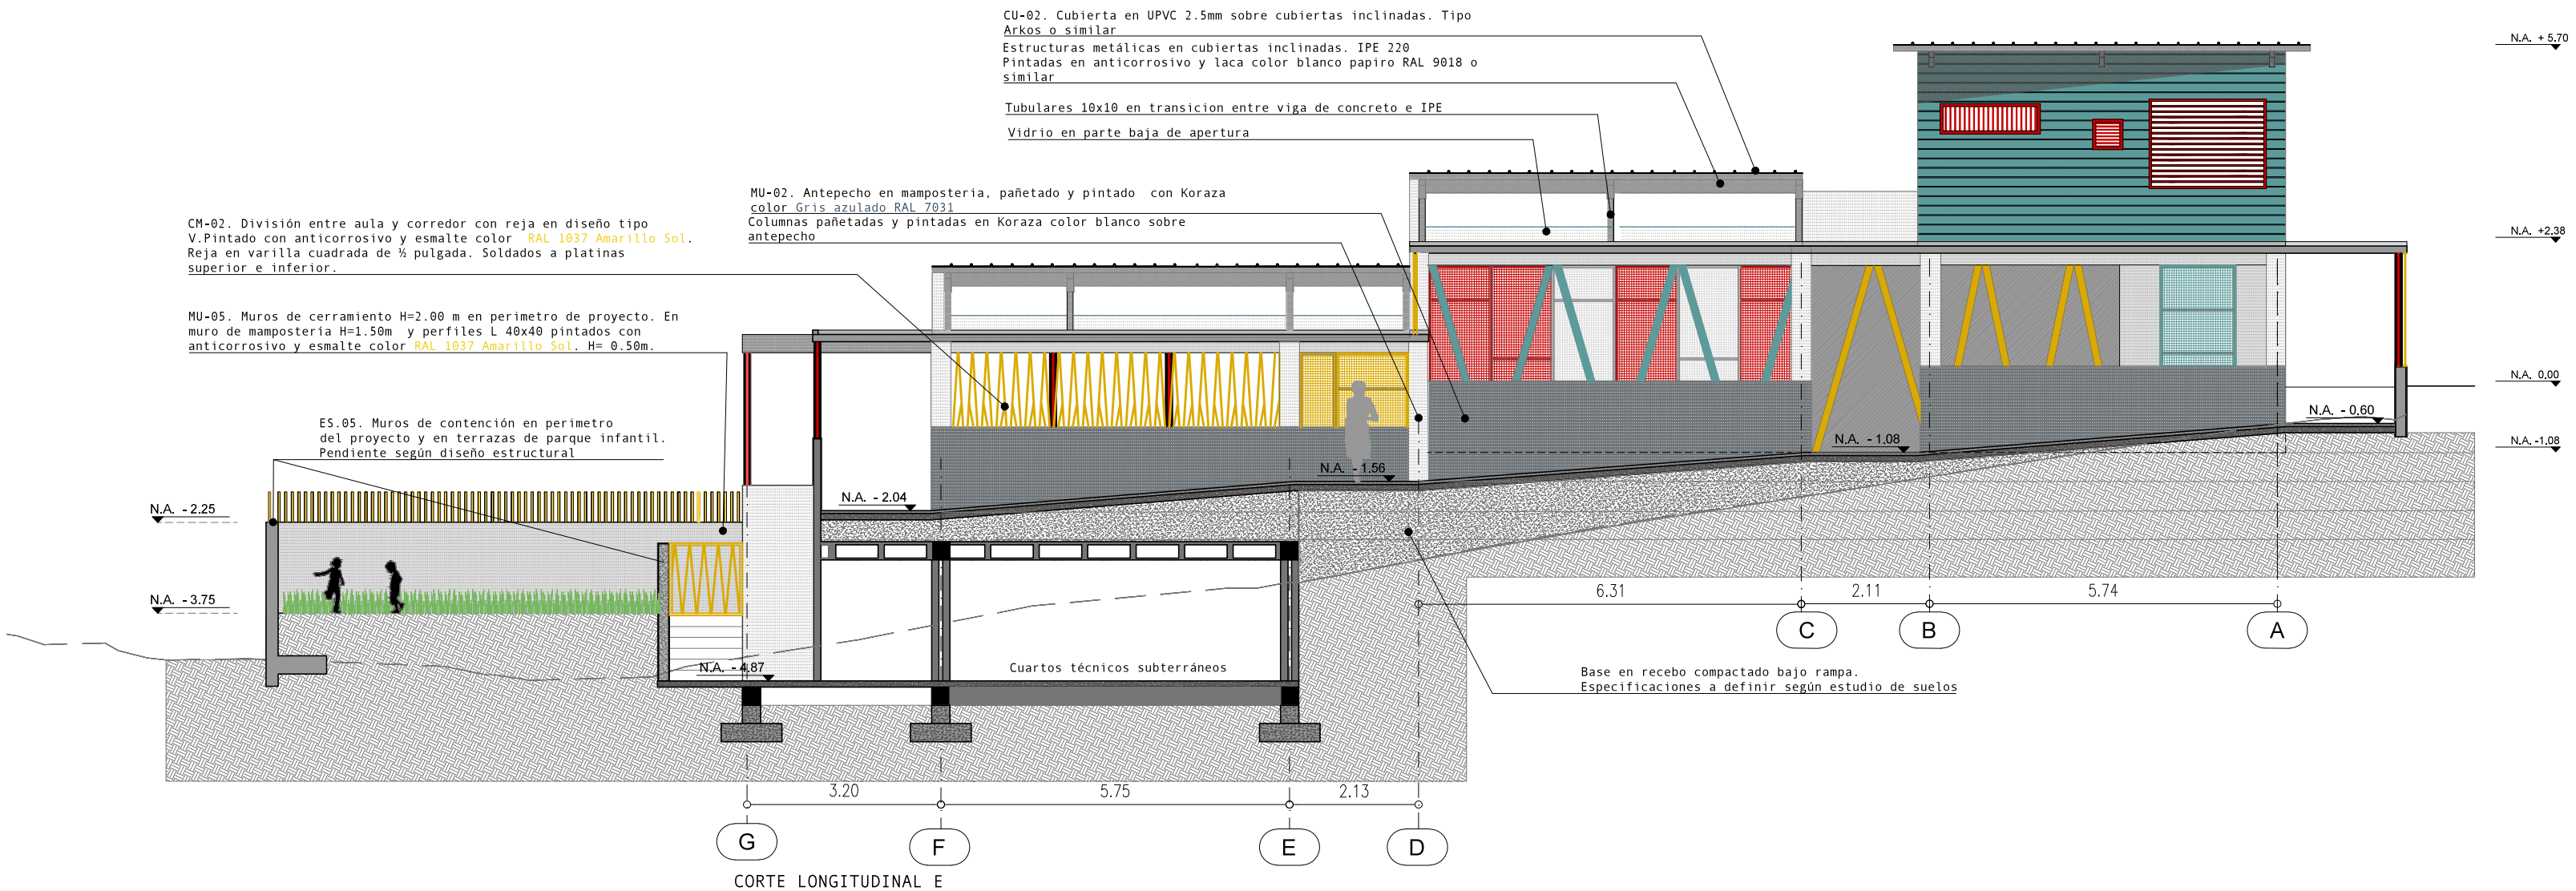 CU-02. Cubierta en UPVC 2.5mm sobre cubiertas inclinadas. Tipo
Arkos o similar
Estructuras metálicas en cubiertas inclinadas. IPE 220
Pintadas en anticorrosivo y laca color blanco papiro RAL 9018 o
similar
Tubulares 10x10 en transicion entre viga de concreto e IPE
Vidrio en parte baja de apertura
MU-02. Antepecho en mamposteria, pañetado y pintado con Koraza
color Gris azulado RAL 7031
Columnas pañetadas y pintadas en Koraza color blanco sobre
antepecho
CM-02. División entre aula y corredor con reja en diseño tipo
V.Pintado con anticorrosivo y esmalte color RAL 1037 Amarillo Sol.
Reja en varilla cuadrada de ½ pulgada. Soldados a platinas
superior e inferior.
MU-05. Muros de cerramiento H=2.00 m en perimetro de proyecto. En
muro de mampostería H=1.50m y perfiles L 40x40 pintados con
anticorrosivo y esmalte color RAL 1037 Amarillo Sol. H= 0.50m.
ES.05. Muros de contención en perimetro
del proyecto y en terrazas de parque infantil.
Pendiente según diseño estructural
N.A. + 5.70
N.A. +2.38
N.A. 0,00
N.A. - 0.60
N.A. -1.08
N.A. - 1.08
N.A. - 1.56
N.A. - 2.04
N.A. - 2.25
N.A. - 3.75
N.A. - 4.87
Cuartos técnicos subterráneos
6.31
2.11
5.74
C
B
A
Base en recebo compactado bajo rampa.
Especificaciones a definir según estudio de suelos
3.20
5.75
2.13
G
F
E
D
CORTE LONGITUDINAL E